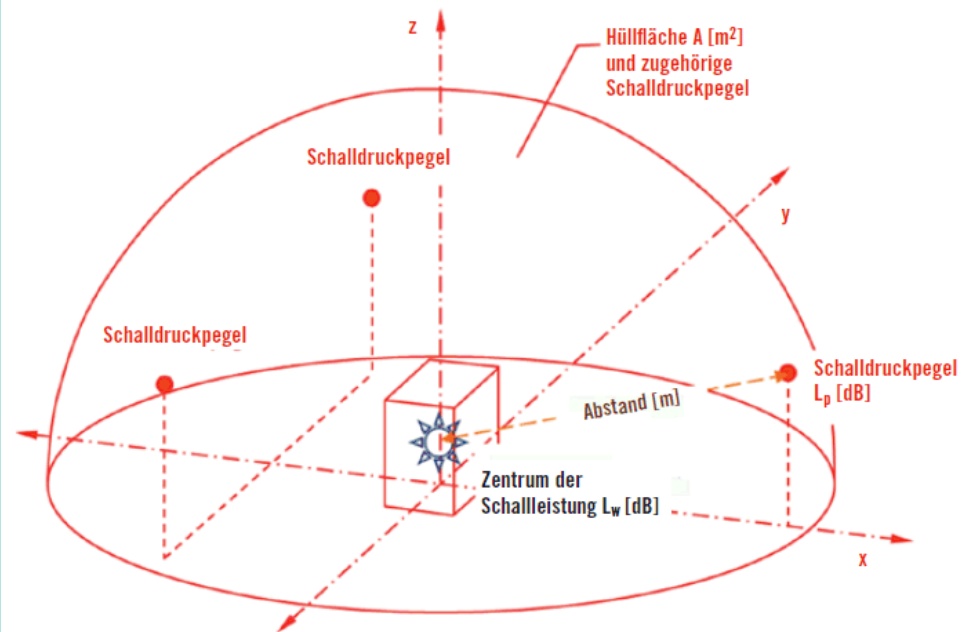 z
Hüllfläche A [m²]
und zugehörige
Schalldruckpegel
Schalldruckpegel
y
Schalldruckpegel
Schalldruckpegel
Lp [dB]
Abstand [m]
Zentrum der
Schallleistung Lw [dB]
x